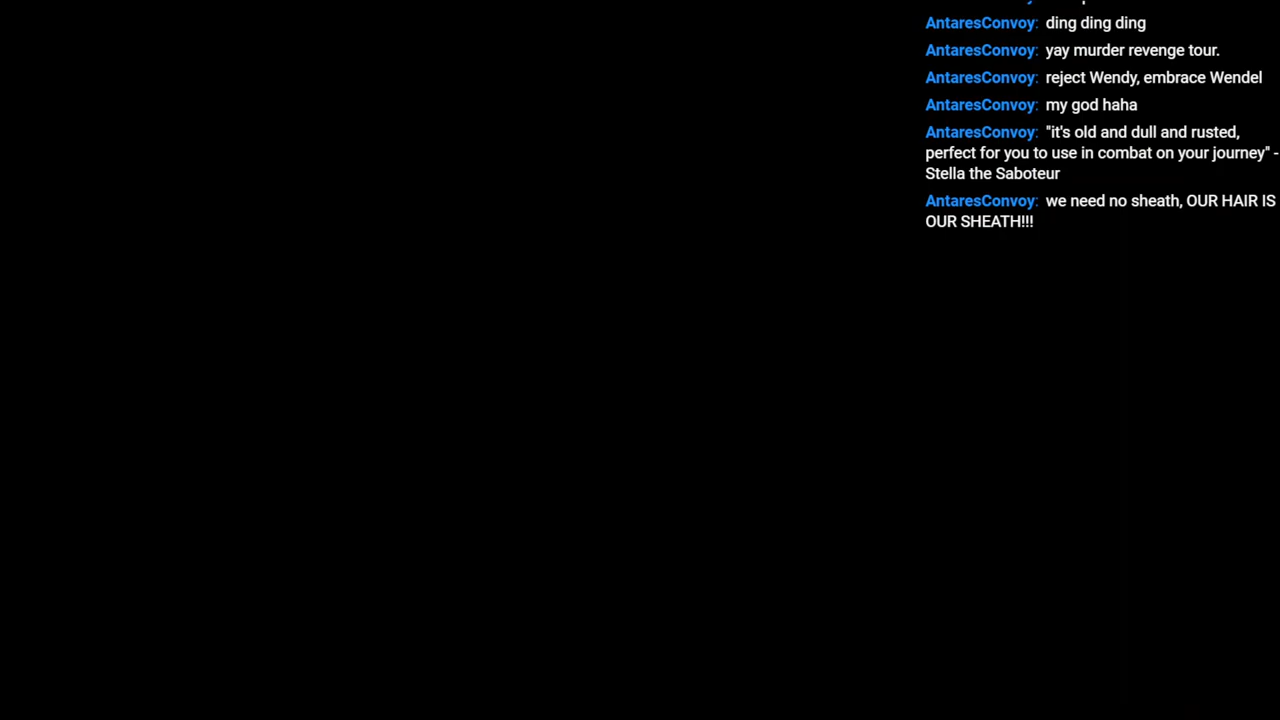 AntaresConvoy: ding ding ding
AntaresConvoy: yay murder revenge tour.
AntaresConvoy: reject Wendy, embrace Wendel
AntaresConvoy: my god haha
AntaresConvoy: "it's old and dull and rusted,
perfect for you to use in combat on your journey" -
Stella the Saboteur
AntaresConvoy: we need no sheath, OUR HAIR IS
OUR SHEATH!!!